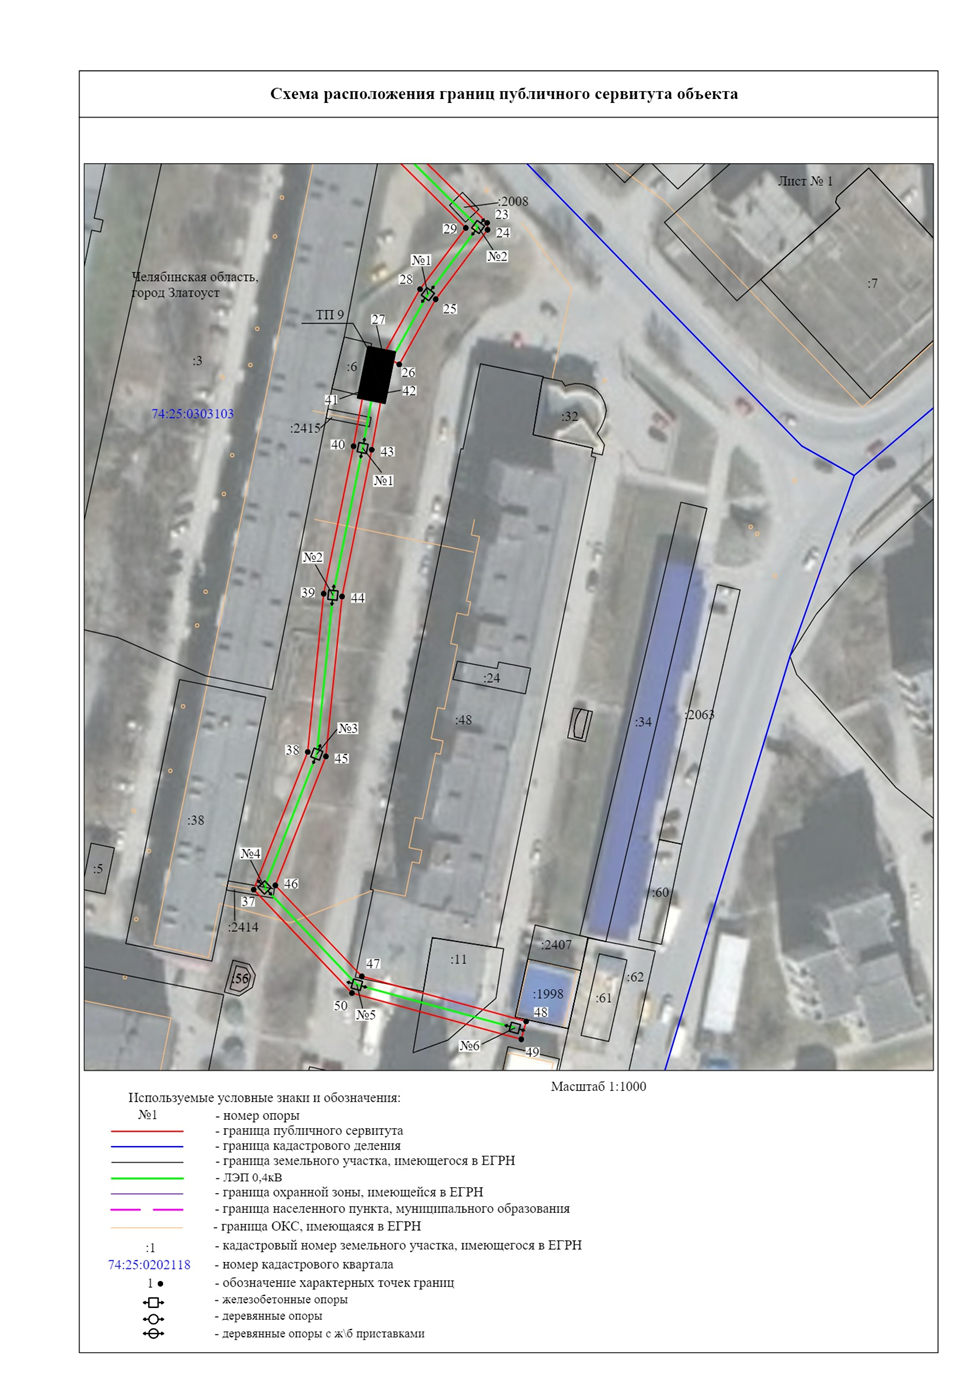 Схема расположения границ публичного сервитута объекта
Лист № 1
:2008
23
29
24
№2
№1
Челябинская область,
город Златоуст
28
:7
25
ТП 9
27
:3
:6
26
42
41
74:25:0303103
:32
:2415
40
43
№1
№2
39
44
:24
:48
:34
:2063
№3
38
45
:38
№4
:5
46
37
:60
:2414
:2407
47
:11
:56
:62
:1998
:61
50
№5
48
№6
49
Масштаб 1:1000
Используемые условные знаки и обозначения:
№1 - номер опоры
- граница публичного сервитута
- граница кадастрового деления
- граница земельного участка, имеющегося в ЕГРН
- ЛЭП 0,4кВ
- граница охранной зоны, имейщейся в ЕГРН
- граница населенного пункта, муниципального образования
- граница ОКС, имеющаяся в ЕГРН
:1 - кадастровый номер земельного участка, имеющегося в ЕГРН
74:25:0202118 - номер кадастрового квартала
1 - обозначение характерных точек границ
- железобетонные опоры
- деревянные опоры
- деревянные опоры с ж\б приставками